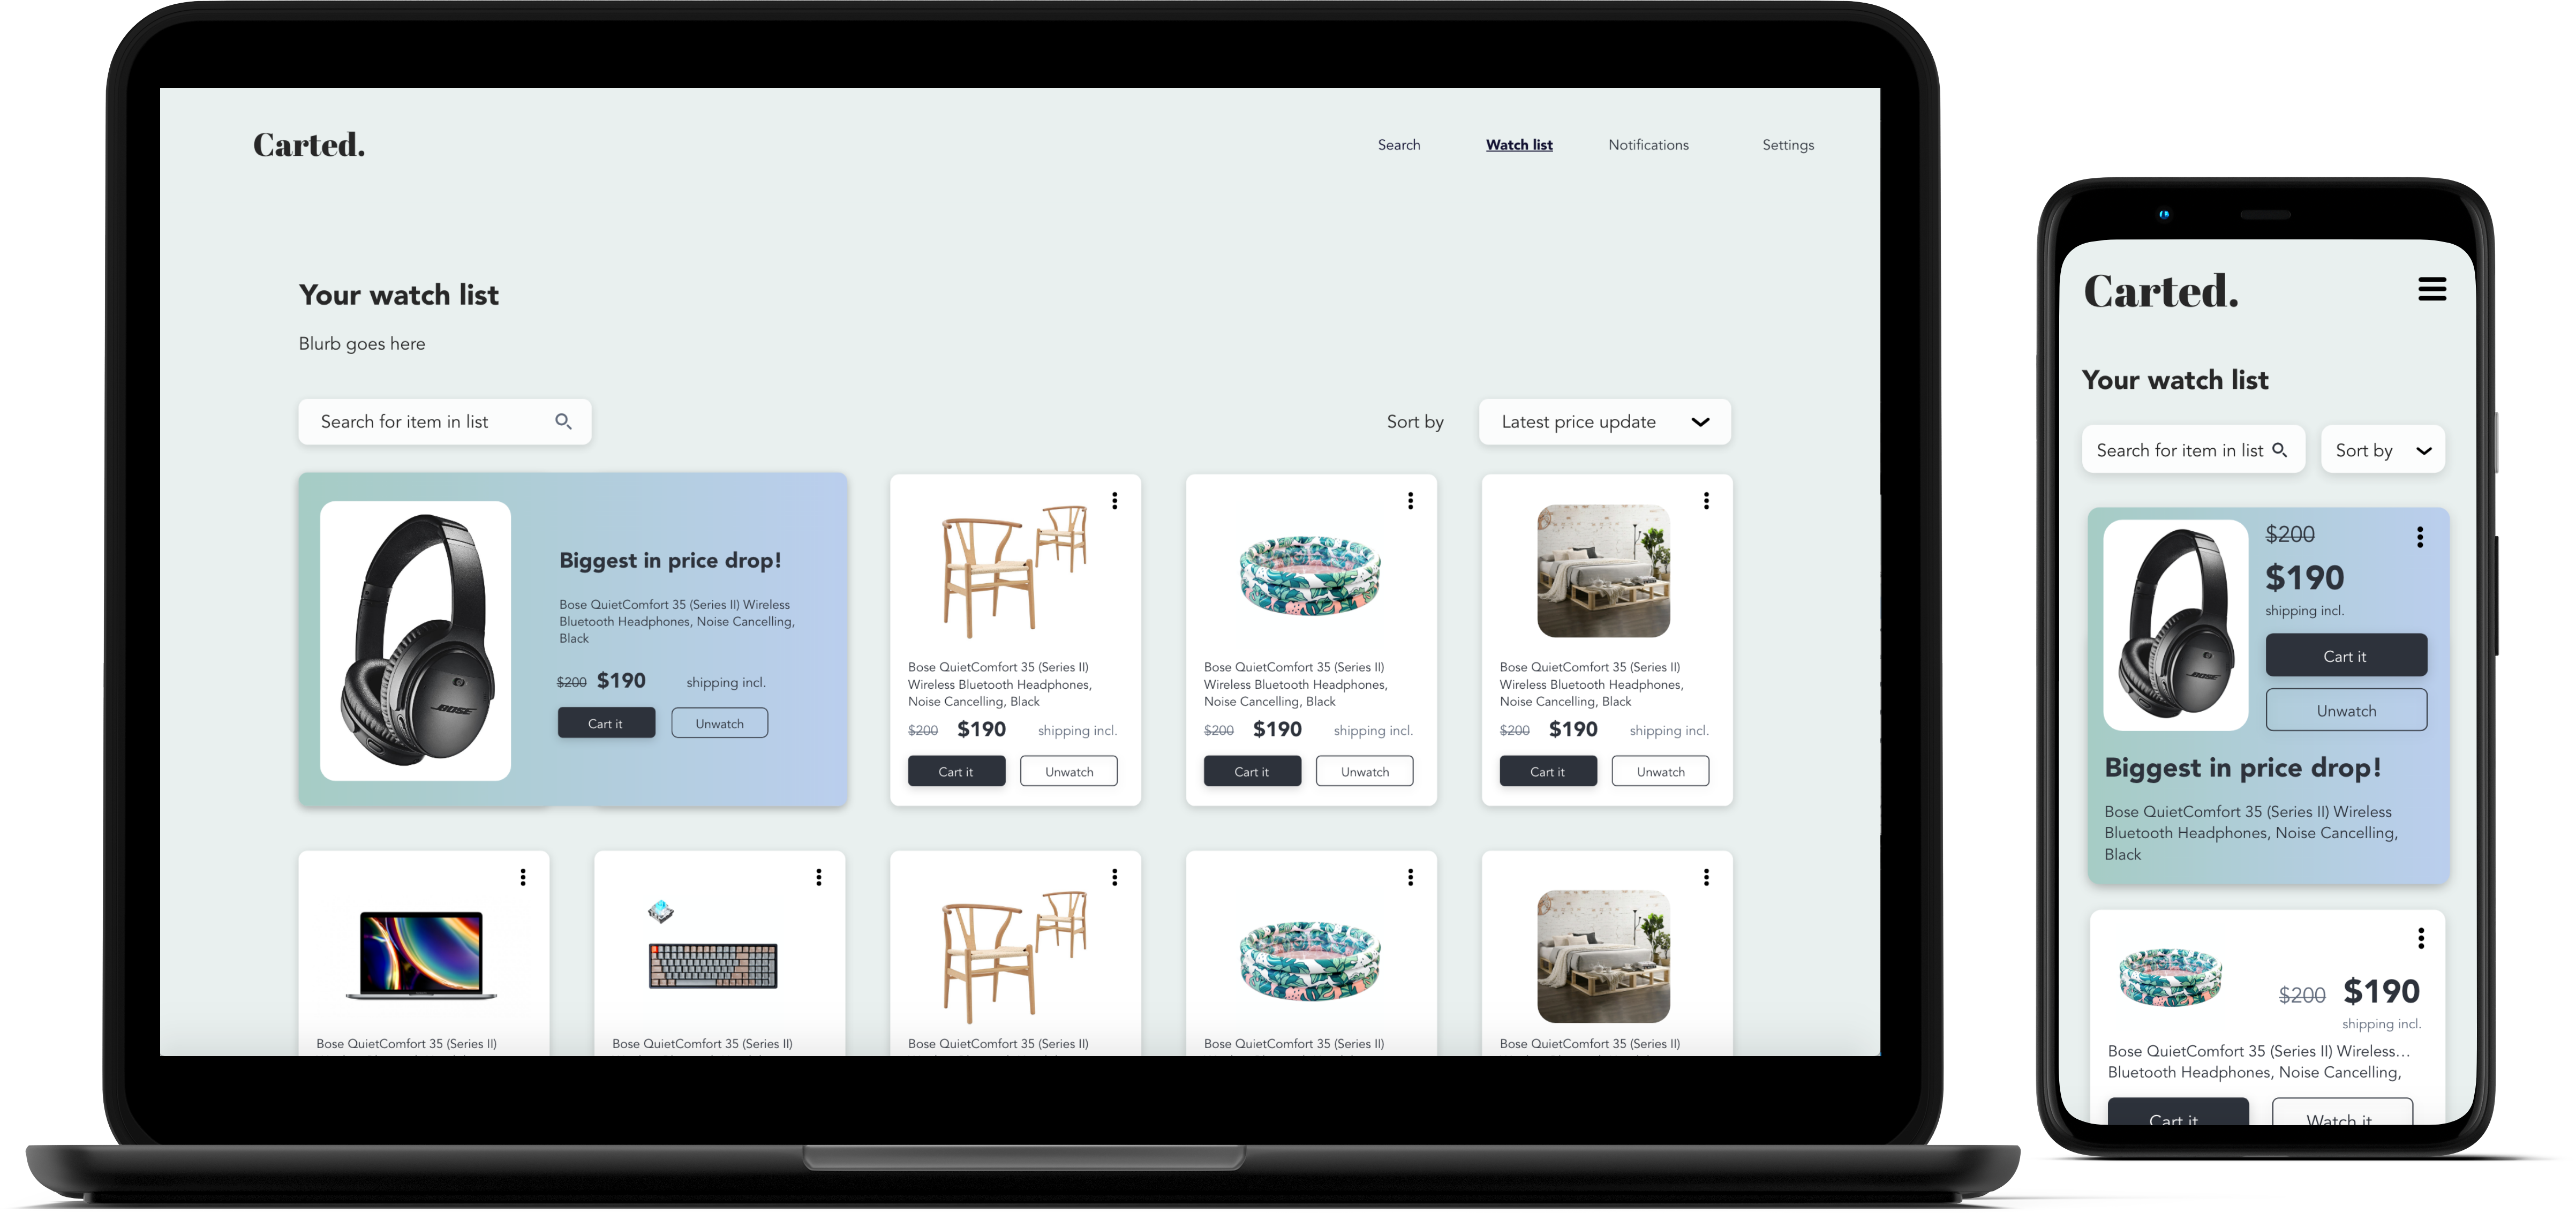 Carted.
Search
Watch list
Notifications
Settings
Your watch list
Blurb goes here
Search for item in list
Sort by
Latest price update
Biggest in price drop!
Bose QuietComfort 35 (Series II) Wireless
Bluetooth Headphones, Noise Cancelling,
Black
$200 $190 shipping incl.
Cart it
Unwatch
BOSE
Bose QuietComfort 35 (Series II)
Wireless Bluetooth Headphones,
Noise Cancelling, Black
$200 $190 shipping incl.
Cart it
Unwatch
Bose QuietComfort 35 (Series II)
Wireless Bluetooth Headphones,
Noise Cancelling, Black
$200 $190 shipping incl.
Cart it
Unwatch
Bose QuietComfort 35 (Series II)
Wireless Bluetooth Headphones,
Noise Cancelling, Black
$200 $190 shipping incl.
Cart it
Unwatch
Bose QuietComfort 35 (Series II)
Bose QuietComfort 35 (Series II)
Bose QuietComfort 35 (Series II)
Bose QuietComfort 35 (Series II)
Bose QuietComfort 35 (Series II)
Carted.
Your watch list
Search for item in list
Sort by
BOSE
$200
$190
shipping incl.
Cart it
Unwatch
Biggest in price drop!
Bose QuietComfort 35 (Series II) Wireless
Bluetooth Headphones, Noise Cancelling,
Black
$200 $190
shipping incl.
Bose QuietComfort 35 (Series II) Wireless...
Bluetooth Headphones, Noise Cancelling,
Cart it
Watch it